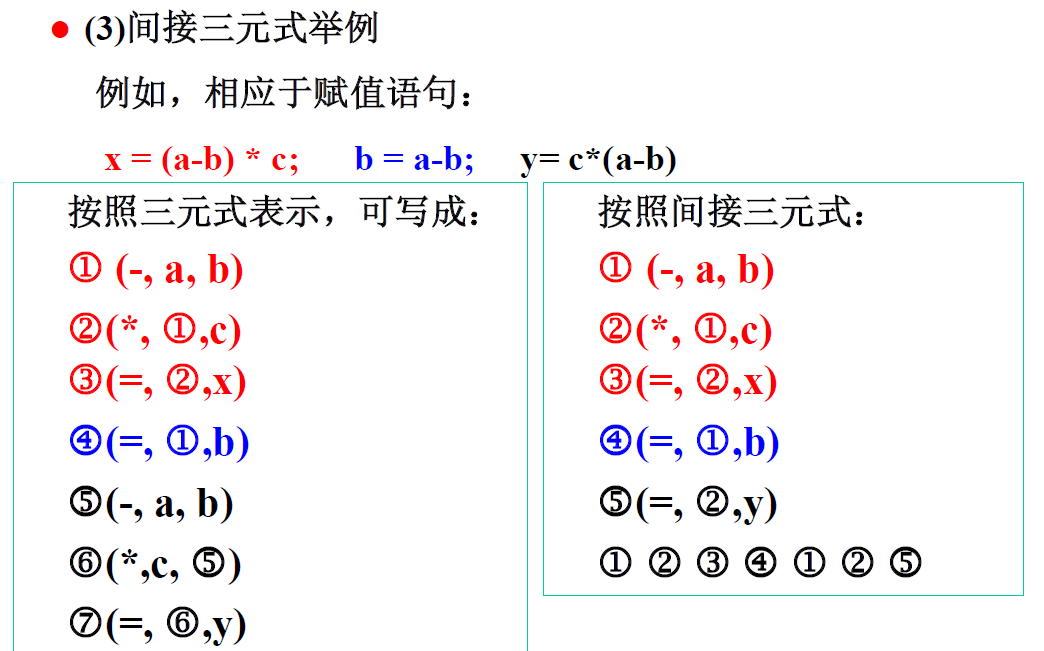 (3)间接三元式举例
例如，相应于赋值语句：
x = (a-b) * c; b = a-b; y= c*(a-b)
按照三元式表示，可写成：
① (-, a, b)
②(*, ①,c)
③(=, ②,x)
④(=, ①,b)
⑤(-, a, b)
⑥(*,c, ⑤)
⑦(=, ⑥,y)
按照间接三元式：
① (-, a, b)
②(*, ①,c)
③(=, ②,x)
④(=, ①,b)
⑤(=, ②,y)
① ② ③ ④ ① ② ⑤